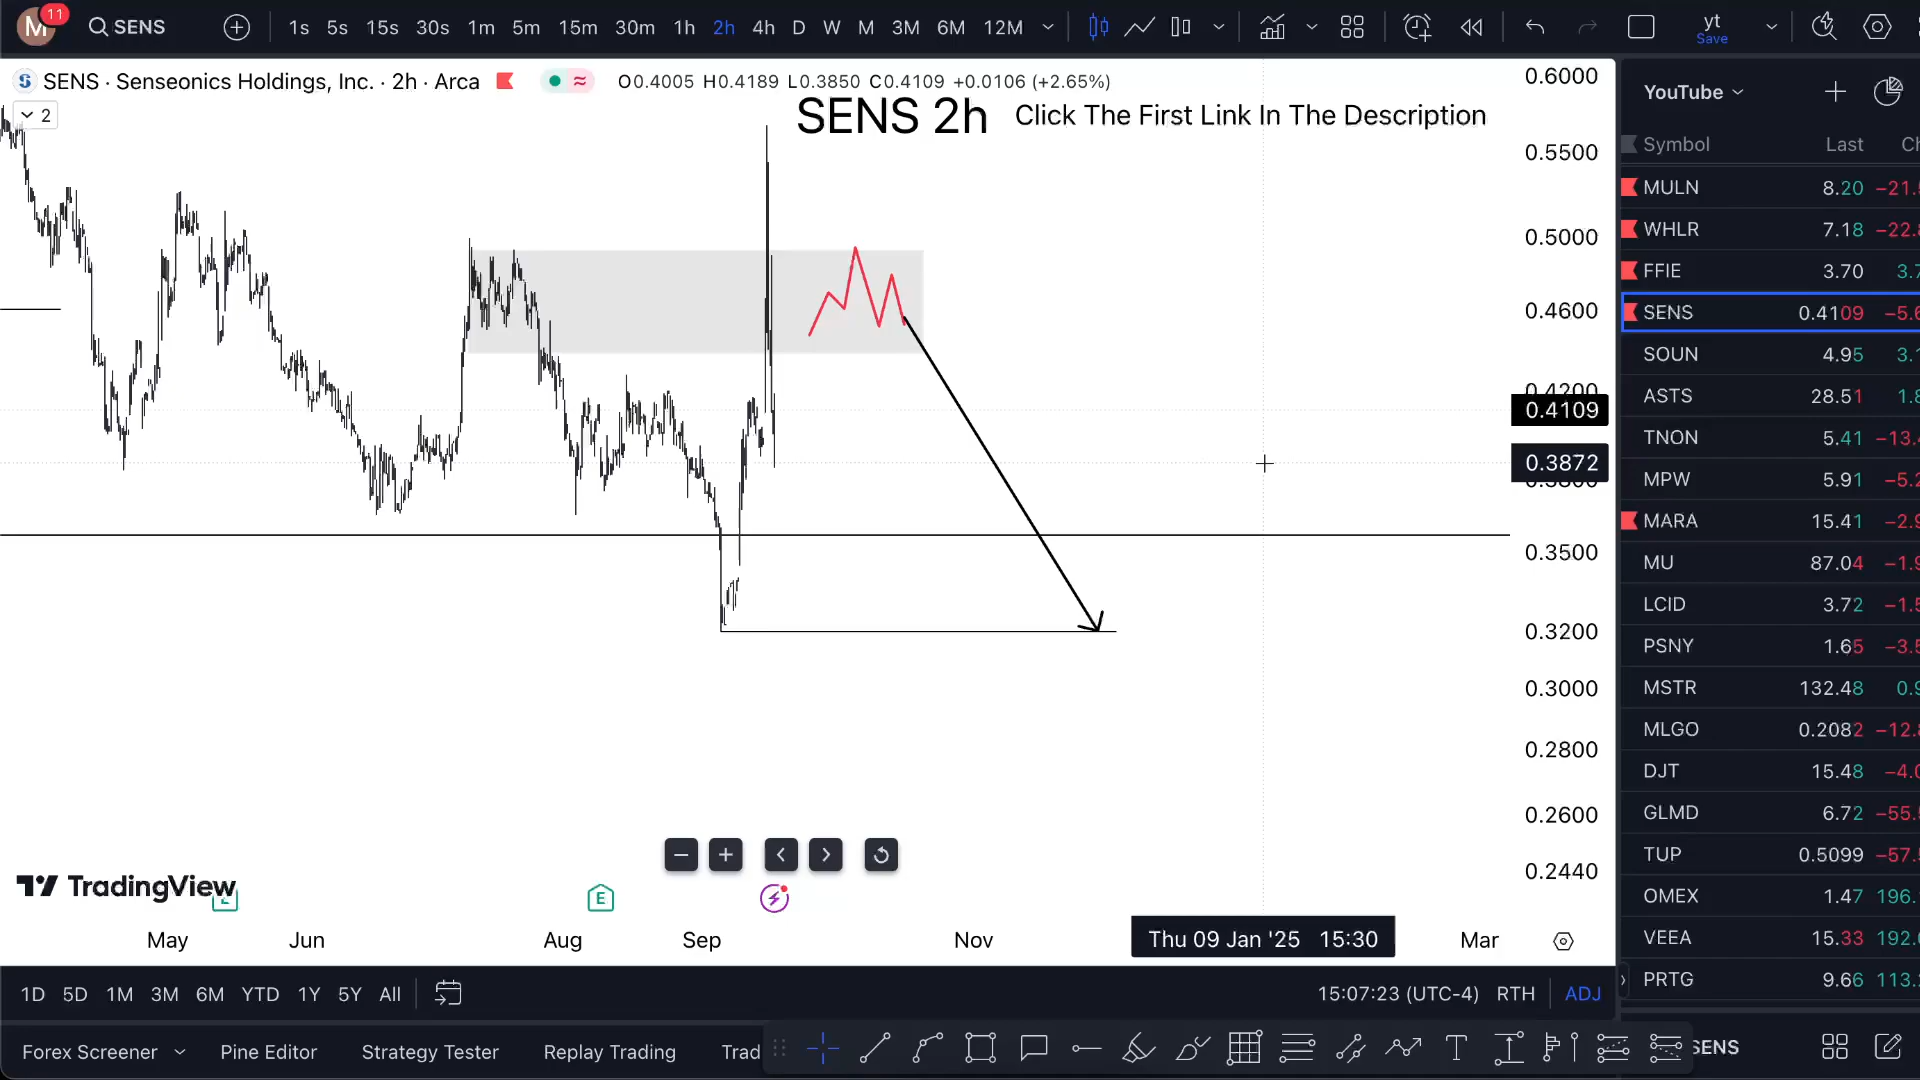 M 11 SENS 1s 5s 15s 30s 1m 5m 15m 30m 1h 2h 4h D W M 3M 6M 12M yt
Save
SENS · Senseonics Holdings, Inc. · 2h · Arca O0.4005 H0.4189 L0.3850 C0.4109 +0.0106 (+2.65%)
2
SENS 2h Click The First Link In The Description
0.6000
0.5500
0.5000
0.4600
0.4200
0.4109
0.3872
0.3500
0.3200
0.3000
0.2800
0.2600
0.2440
TradingView
E
May Jun Aug Sep Nov Thu 09 Jan '25 15:30 Mar
1D 5D 1M 3M 6M YTD 1Y 5Y All 15:07:23 (UTC-4) RTH ADJ
Forex Screener Pine Editor Strategy Tester Replay Trading Trad
YouTube
Symbol Last
MULN 8.20
WHLR 7.18
FFIE 3.70
SENS 0.4109
SOUN 4.95
ASTS 28.51
TNON 5.41
MPW 5.91
MARA 15.41
MU 87.04
LCID 3.72
PSNY 1.65
MSTR 132.48
MLGO 0.2082
DJT 15.48
GLMD 6.72
TUP 0.5099
OMEX 1.47
VEEA 15.33
PRTG 9.66
SENS